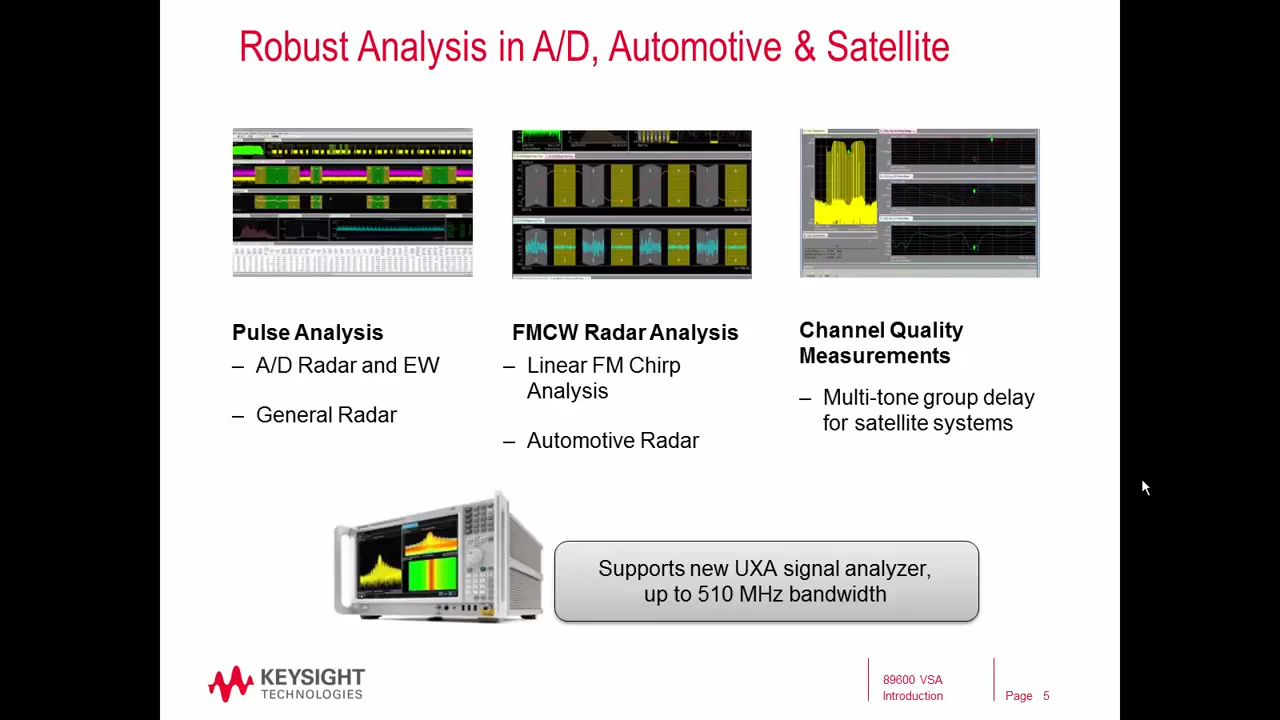 Robust Analysis in A/D, Automotive & Satellite
Pulse Analysis
– A/D Radar and EW
– General Radar
FMCW Radar Analysis
– Linear FM Chirp
Analysis
– Automotive Radar
Channel Quality
Measurements
– Multi-tone group delay
for satellite systems
Supports new UXA signal analyzer,
up to 510 MHz bandwidth
KEYSIGHT
TECHNOLOGIES
89600 VSA
Introduction
Page 5